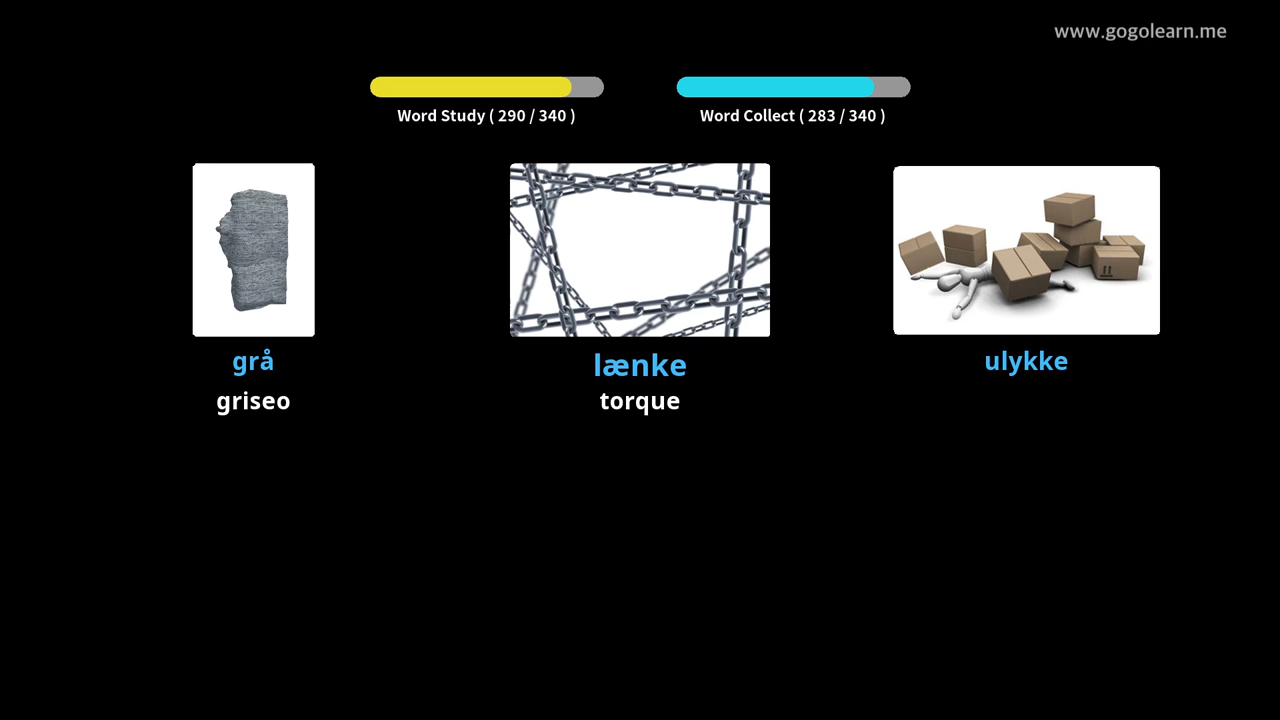 www.gogolearn.me
Word Study ( 290 / 340 )
Word Collect ( 283 / 340 )
grå
griseo
lænke
torque
ulykke